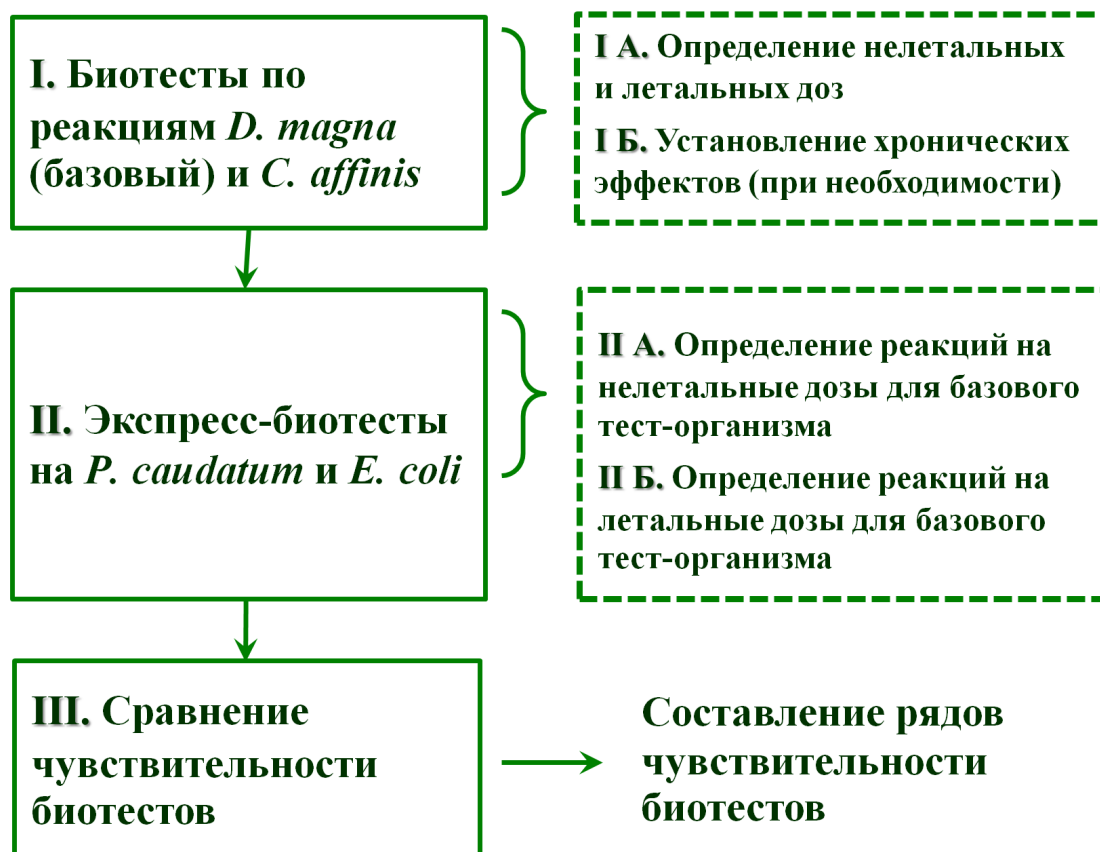 I. Биотесты по
реакциям D. magna
(базовый) и C. affinis
I А. Определение нелетальных
и летальных доз
I Б. Установление хронических
эффектов (при необходимости)
II. Экспресс-биотесты
на P. caudatum и E. coli
II А. Определение реакций на
нелетальные дозы для базового
тест-организма
II Б. Определение реакций на
летальные дозы для базового
тест-организма
III. Сравнение
чувствительности
биотестов
Составление рядов
чувствительности
биотестов